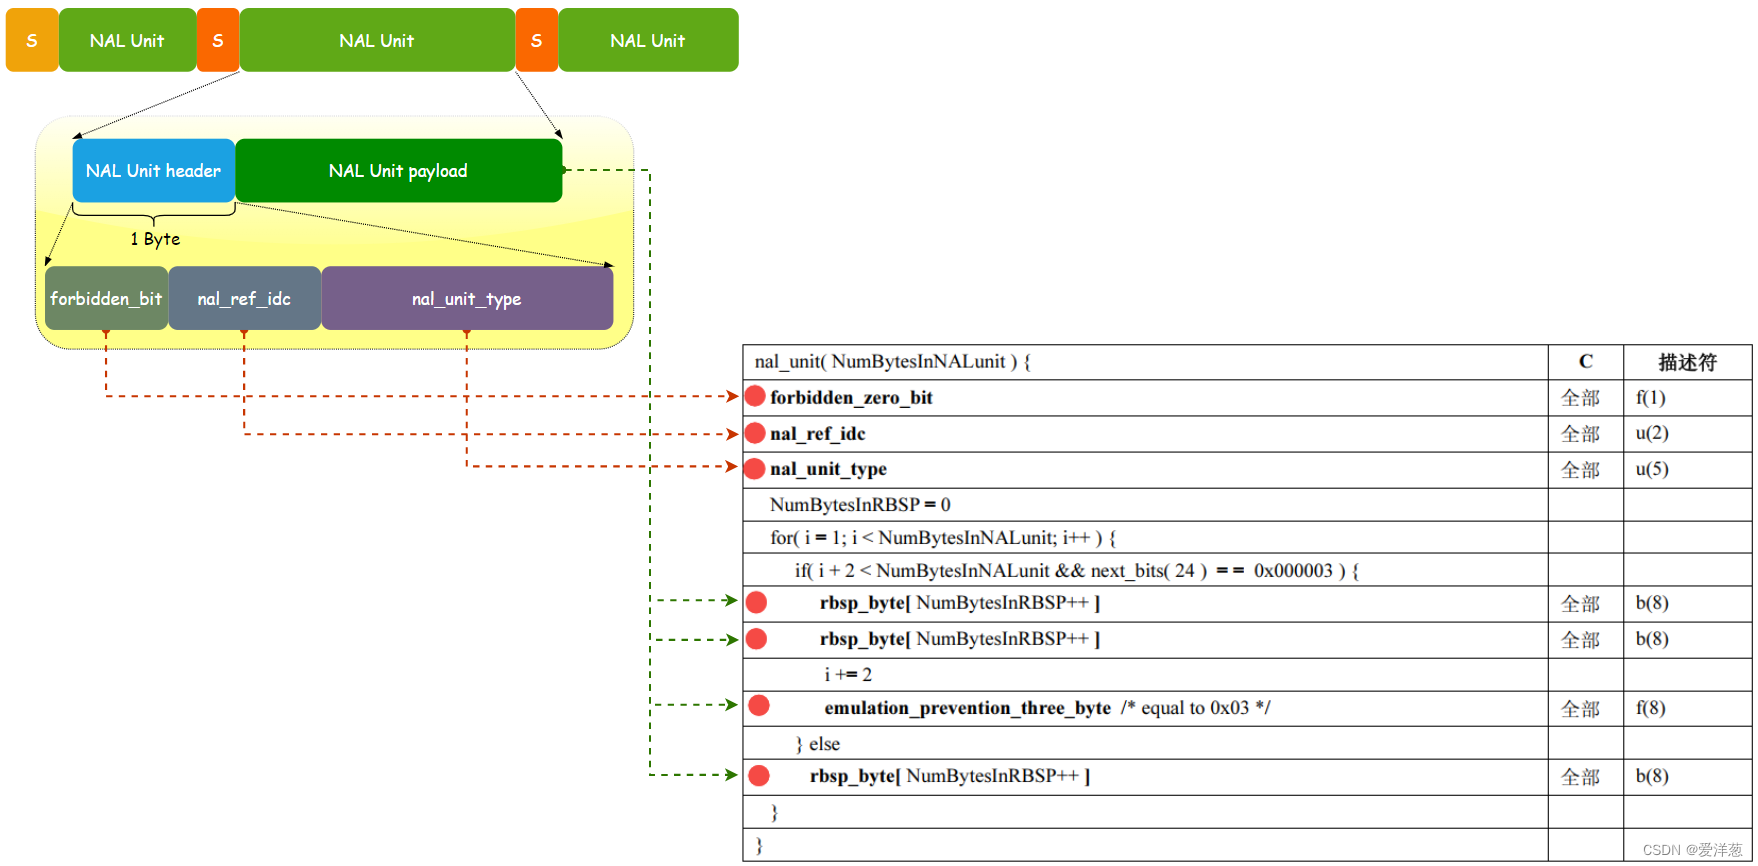 S NAL Unit S NAL Unit S NAL Unit
NAL Unit header NAL Unit payload
1 Byte
forbidden_bit nal_ref_idc nal_unit_type
nal_unit( NumBytesInNALunit ) { C 描述符
forbidden_zero_bit 全部 f(1)
nal_ref_idc 全部 u(2)
nal_unit_type 全部 u(5)
NumBytesInRBSP = 0
for( i = 1; i < NumBytesInNALunit; i++ ) {
if( i + 2 < NumBytesInNALunit && next_bits( 24 ) = = 0x000003 ) {
rbsp_byte[ NumBytesInRBSP++ ] 全部 b(8)
rbsp_byte[ NumBytesInRBSP++ ] 全部 b(8)
i += 2
emulation_prevention_three_byte /* equal to 0x03 */ 全部 f(8)
} else
rbsp_byte[ NumBytesInRBSP++ ] 全部 b(8)
}
}
CSDN @爱洋葱